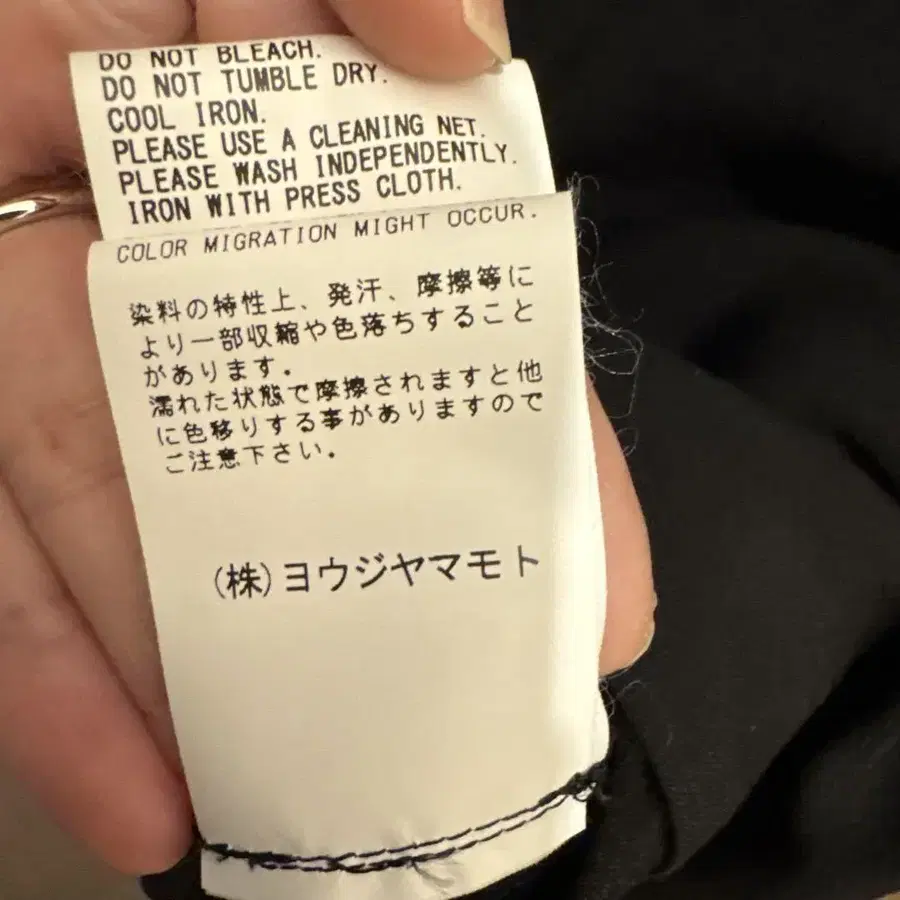 DO NOT BLEACH.
DO NOT TUMBLE DRY.
COOL IRON.
PLEASE USE A CLEANING NET.
PLEASE WASH INDEPENDENTLY.
IRON WITH PRESS CLOTH.
COLOR MIGRATION MIGHT OCCUR.
染料の特性上、発汗、摩擦等に
より一部収縮や色落ちすること
があります。
濡れた状態で摩擦されますと他
に色移りする事がありますので
ご注意下さい。
(株)ヨウジヤマモト